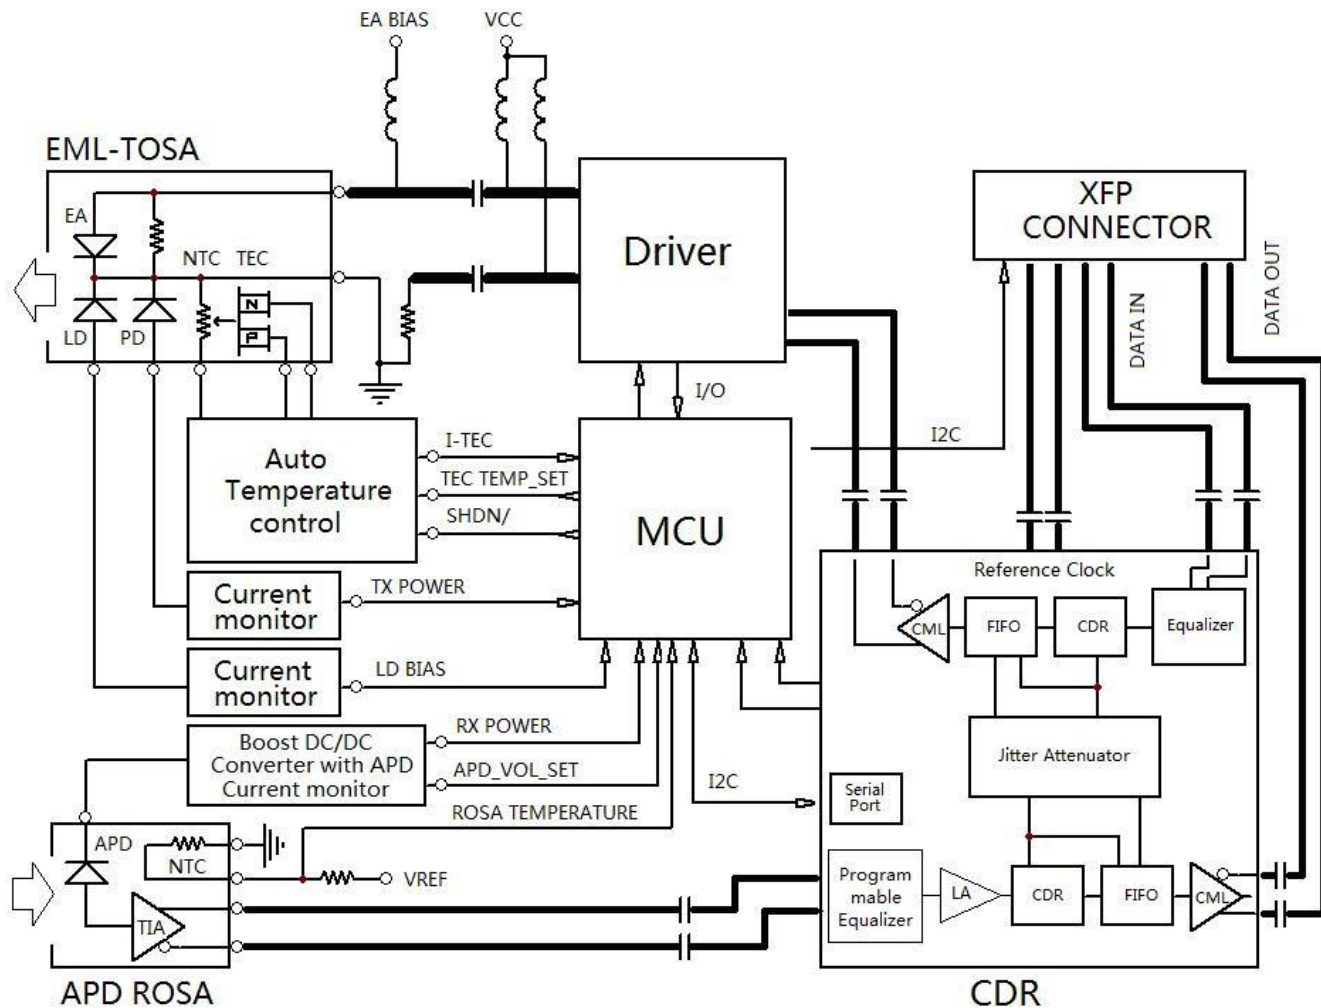 EA BIAS
VCC
EML-TOSA
EA
NTC
TEC
N
P
LD
PD
Driver
XFP
CONNECTOR
DATA IN
DATA OUT
I/O
I2C
Auto
Temperature
control
I-TEC
TEC TEMP_SET
SHDN/
MCU
Current
monitor
TX POWER
Current
monitor
LD BIAS
Boost DC/DC
Converter with APD
Current monitor
RX POWER
APD_VOL_SET
ROSA TEMPERATURE
I2C
Reference Clock
CML
FIFO
CDR
Equalizer
Jitter Attenuator
Serial
Port
Program
mable
Equalizer
LA
CDR
FIFO
CML
APD
NTC
VREF
TIA
APD ROSA
CDR